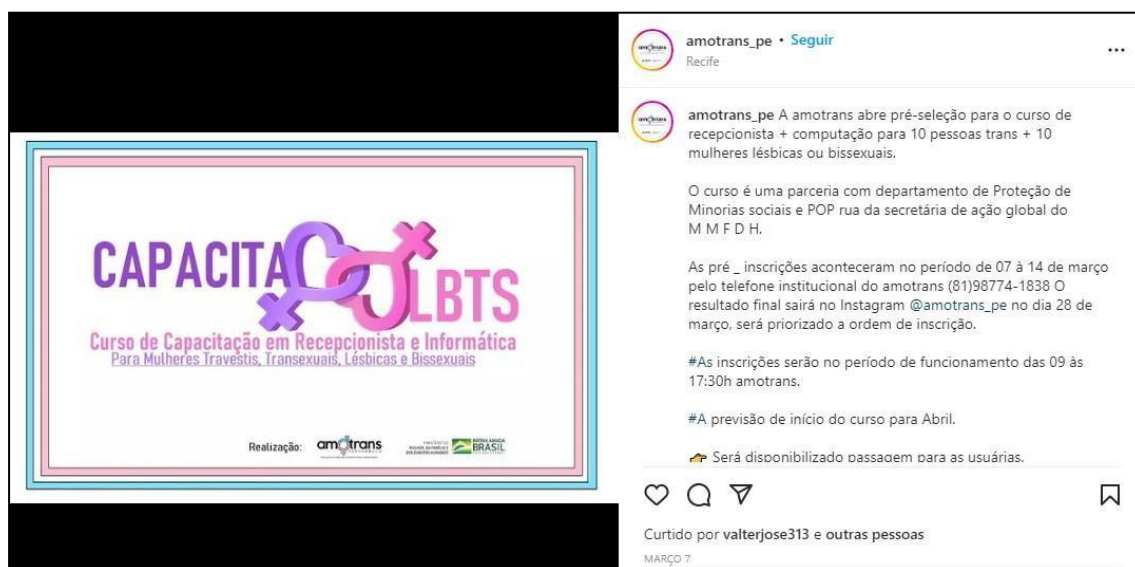 CAPACITA LBTS
Curso de Capacitação em Recepcionista e Informática
Para Mulheres Travestis, Transexuais, Lésbicas e Bissexuais
Realização:
amotrans
PÁTRIA AMADA
BRASIL
amotrans_pe • Seguir
Recife
amotrans_pe A amotrans abre pré-seleção para o curso de
recepcionista + computação para 10 pessoas trans + 10
mulheres lésbicas ou bissexuais.
O curso é uma parceria com departamento de Proteção de
Minorias sociais e POP rua da secretária de ação global do
M M F D H.
As pré _ inscrições aconteceram no período de 07 à 14 de março
pelo telefone institucional do amotrans (81)98774-1838 O
resultado final sairá no Instagram @amotrans_pe no dia 28 de
março, será priorizado a ordem de inscrição.
#As inscrições serão no período de funcionamento das 09 às
17:30h amotrans.
#A previsão de início do curso para Abril.
👉 Será disponibilizado passagem para as usuárias.
Curtido por valterjose313 e outras pessoas
MARÇO 7